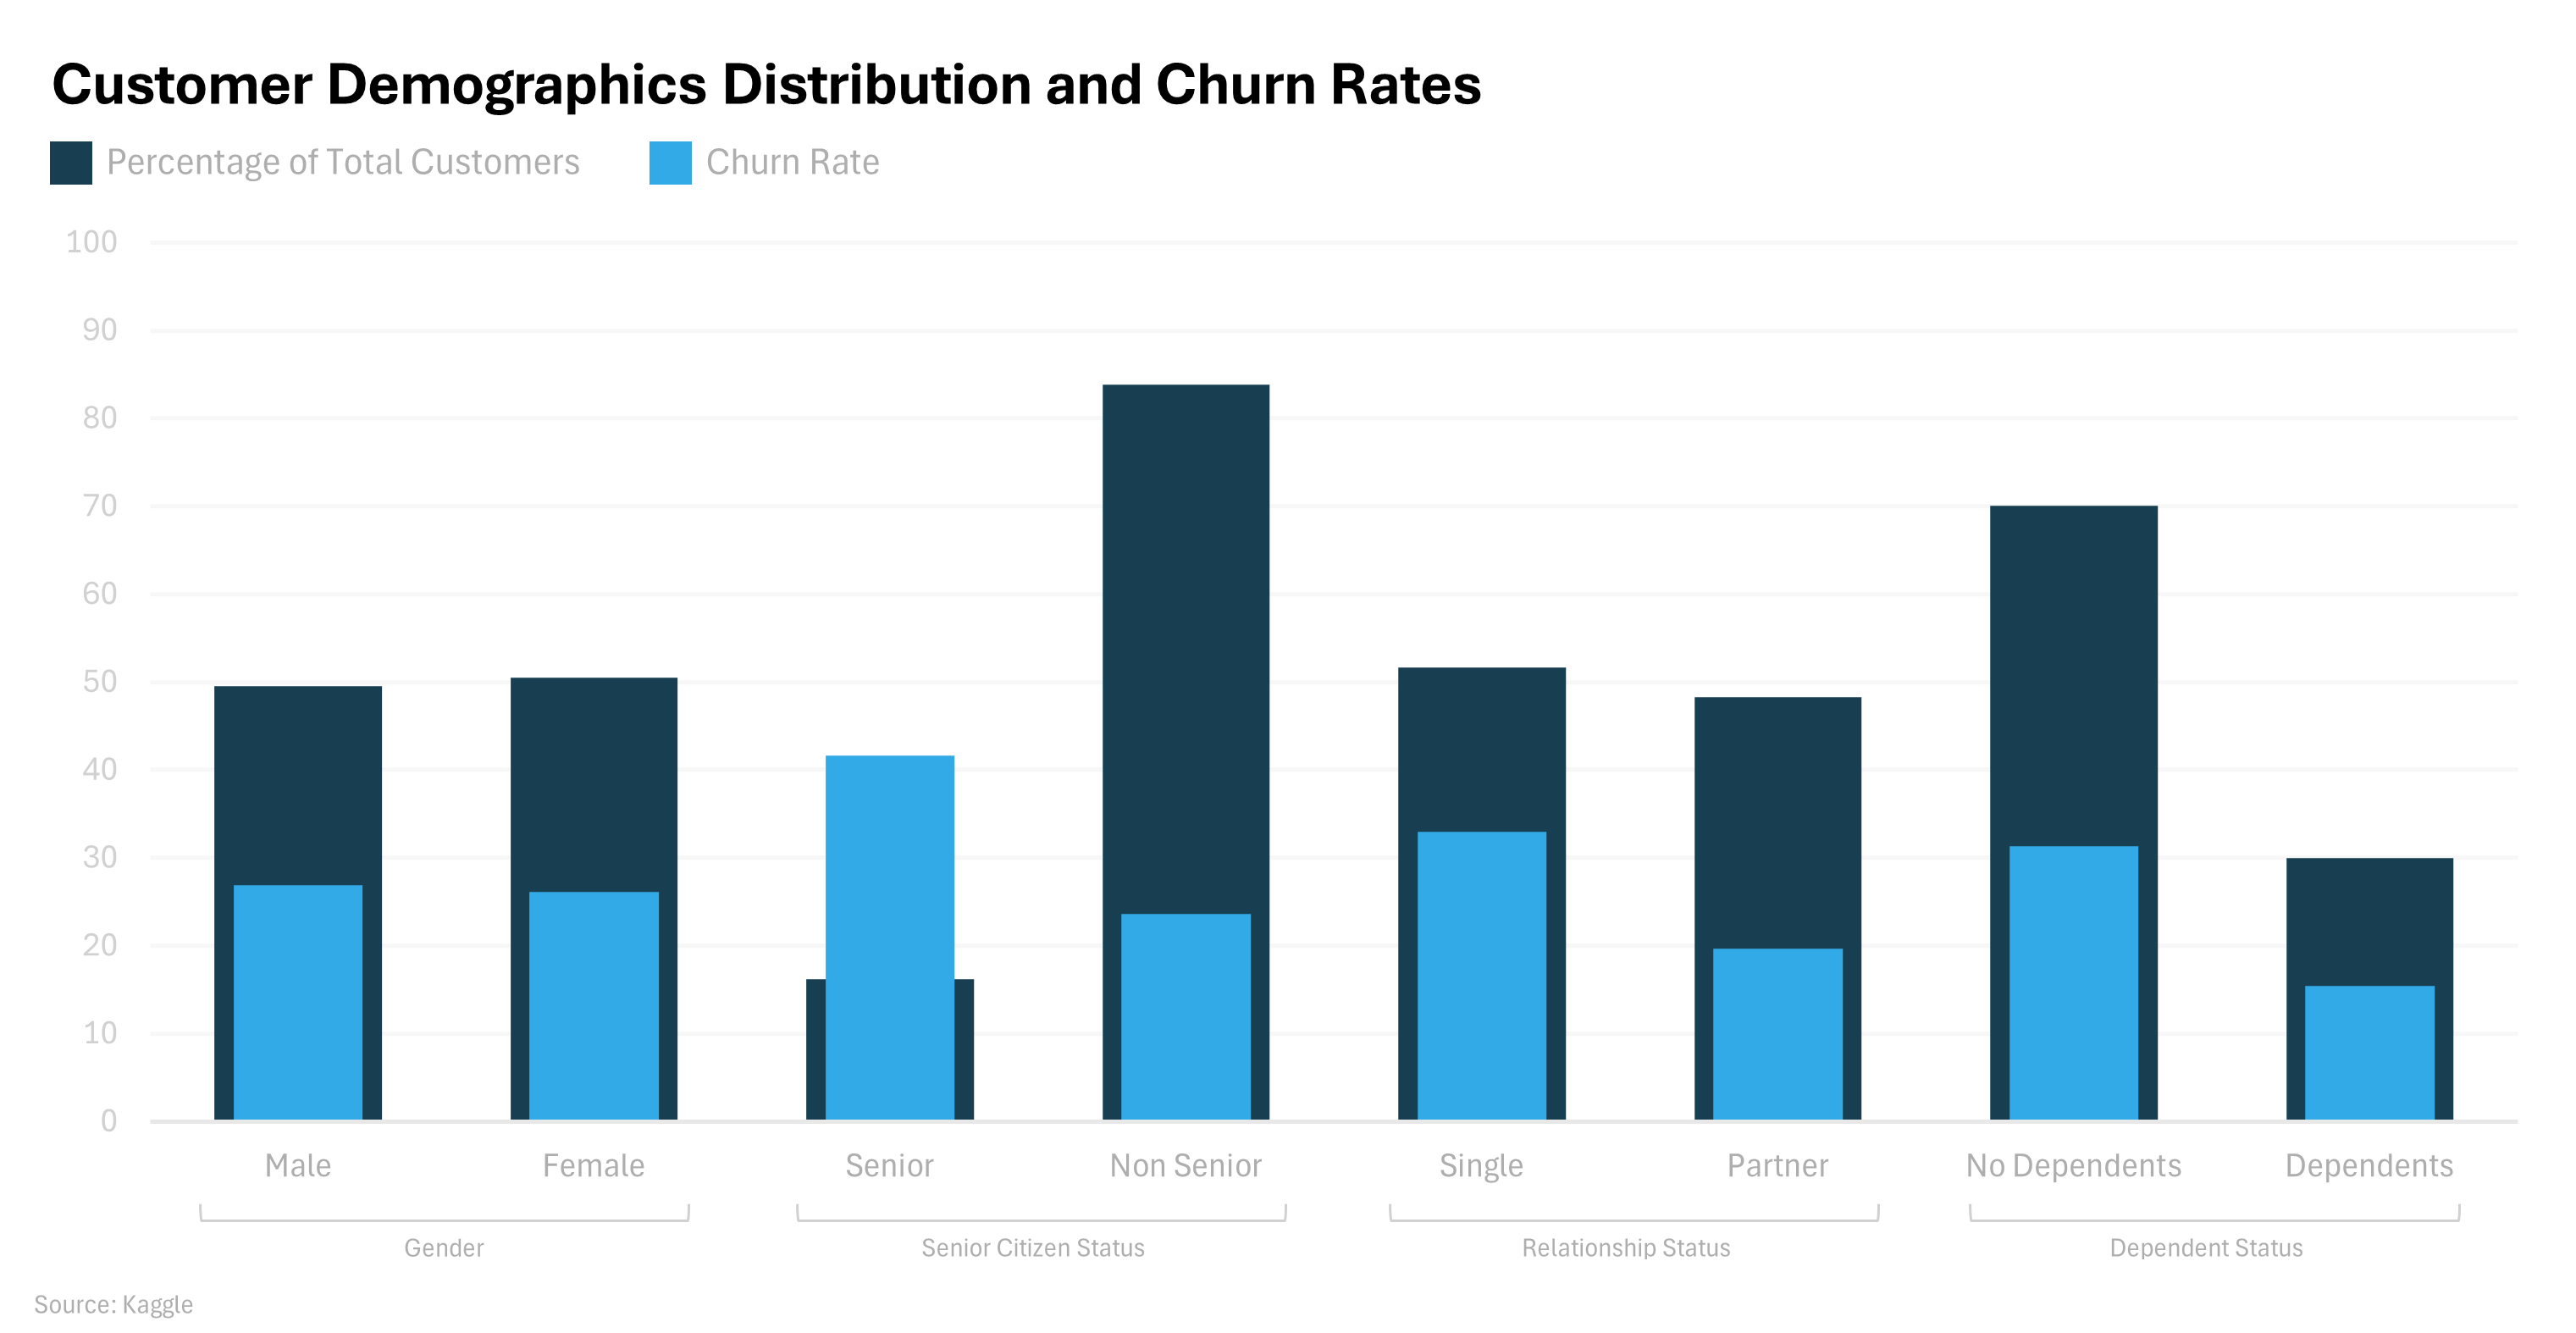 Customer Demographics Distribution and Churn Rates
Percentage of Total Customers Churn Rate
100
90
80
70
60
50
40
30
20
10
0
Male Female Senior Non Senior Single Partner No Dependents Dependents
Gender Senior Citizen Status Relationship Status Dependent Status
Source: Kaggle